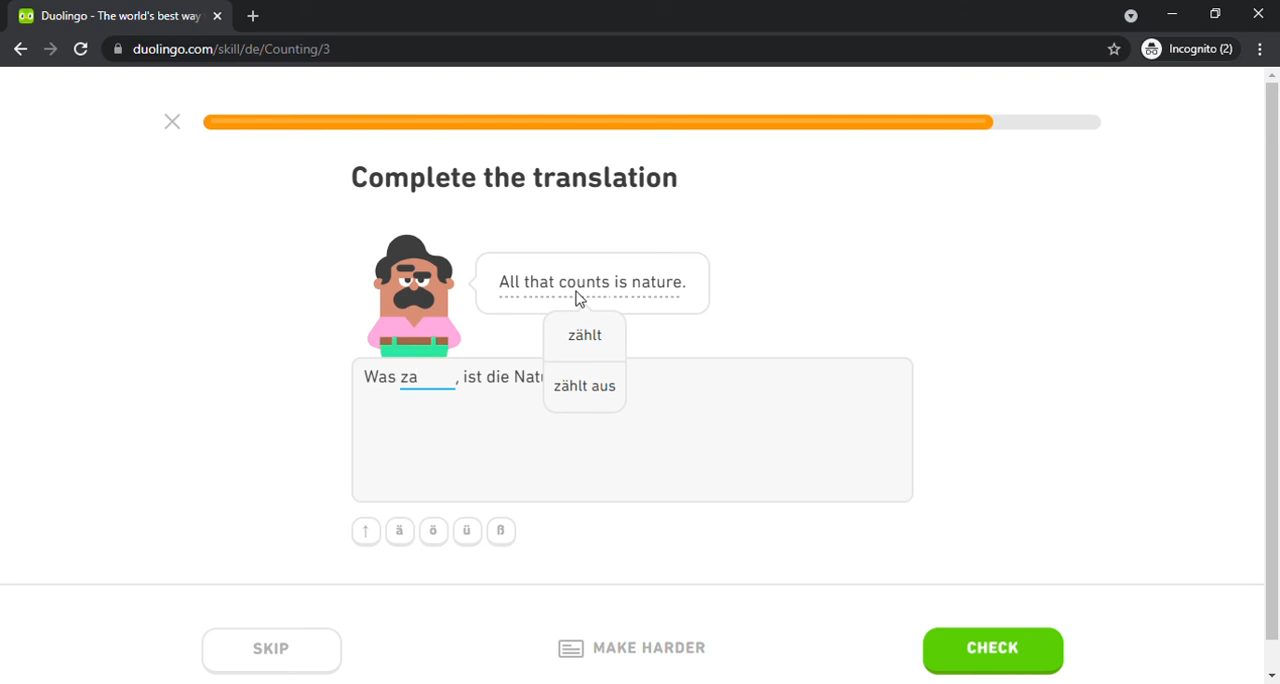 Duolingo - The world's best way
duolingo.com/skill/de/Counting/3
Incognito (2)
Complete the translation
All that counts is nature.
zählt
zählt aus
Was za , ist die
↑ ä ö ü ß
SKIP
MAKE HARDER
CHECK